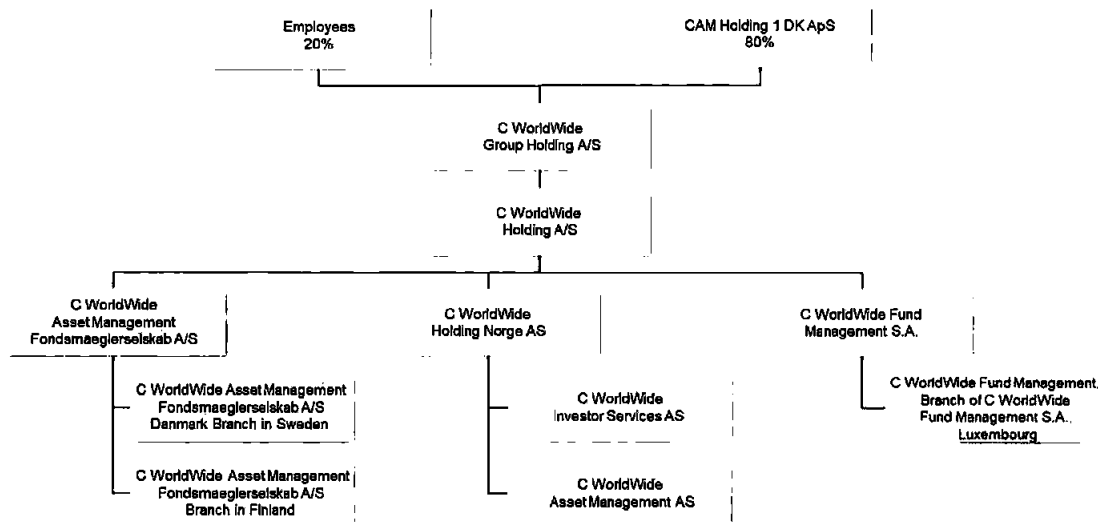 Employees
20%
CAM Holding 1 DK ApS
80%
C WorldWide
Group Holding A/S
C WorldWide
Holding A/S
C WorldWide
Asset Management
Fondsmaeglerselskab A/S
C WorldWide
Holding Norge AS
C WorldWide Fund
Management S.A.
C WorldWide Asset Management
Fondsmaeglerselskab A/S
Danmark Branch in Sweden
C WorldWide
Investor Services AS
C WorldWide Fund Management,
Branch of C WorldWide
Fund Management S.A.,
Luxembourg
C WorldWide Asset Management
Fondsmaeglerselskab A/S
Branch in Finland
C WorldWide
Asset Management AS